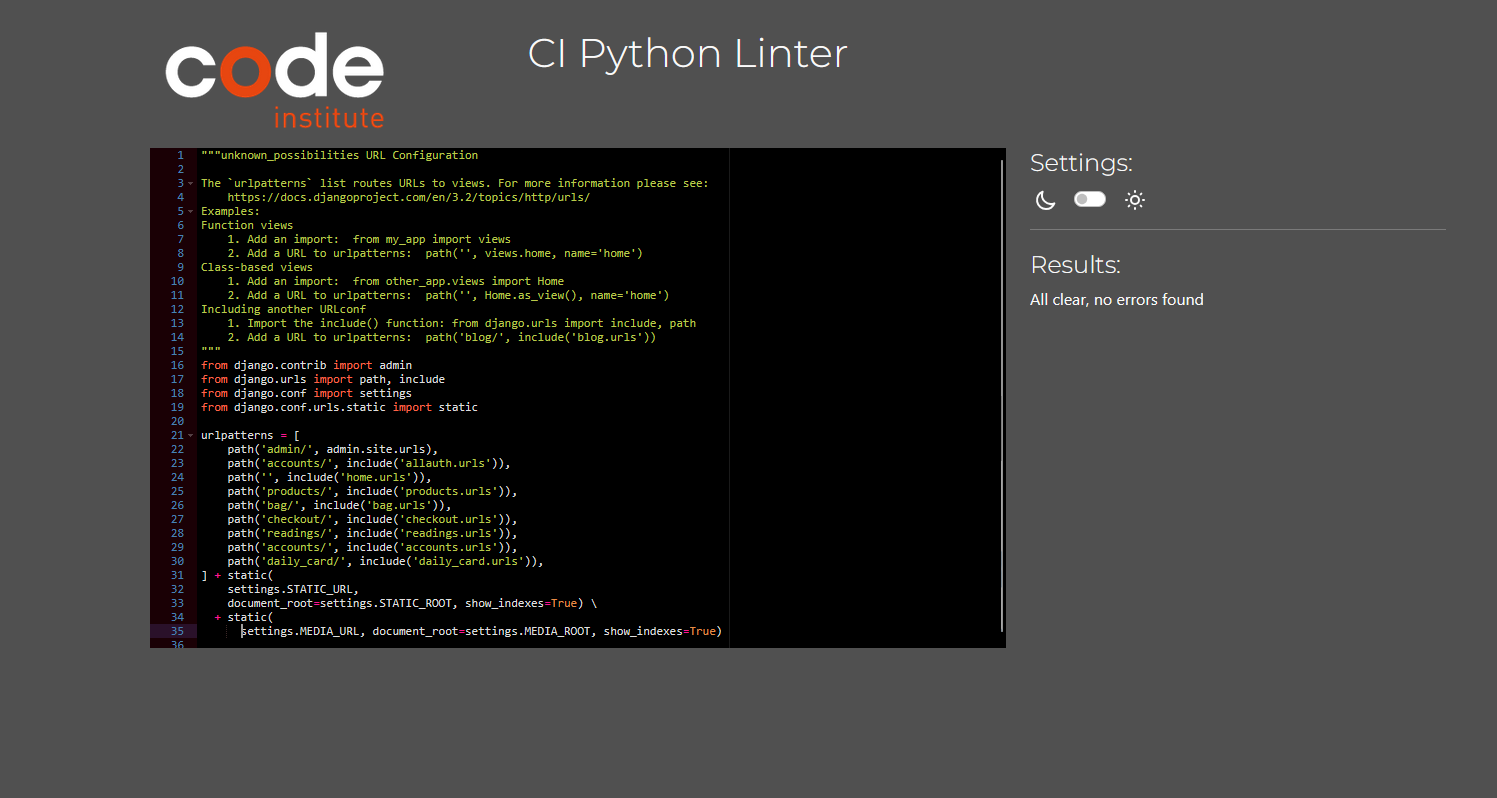 code
institute
CI Python Linter
1 """unknown_possibilities URL Configuration
2
3 The `urlpatterns` list routes URLs to views. For more information please see:
4     https://docs.djangoproject.com/en/3.2/topics/http/urls/
5 Examples:
6 Function views
7     1. Add an import:  from my_app import views
8     2. Add a URL to urlpatterns:  path('', views.home, name='home')
9 Class-based views
10     1. Add an import:  from other_app.views import Home
11     2. Add a URL to urlpatterns:  path('', Home.as_view(), name='home')
12 Including another URLconf
13     1. Import the include() function: from django.urls import include, path
14     2. Add a URL to urlpatterns:  path('blog/', include('blog.urls'))
15 """
16 from django.contrib import admin
17 from django.urls import path, include
18 from django.conf import settings
19 from django.conf.urls.static import static
20
21 urlpatterns = [
22     path('admin/', admin.site.urls),
23     path('accounts/', include('allauth.urls')),
24     path('', include('home.urls')),
25     path('products/', include('products.urls')),
26     path('bag/', include('bag.urls')),
27     path('checkout/', include('checkout.urls')),
28     path('readings/', include('readings.urls')),
29     path('accounts/', include('accounts.urls')),
30     path('daily_card/', include('daily_card.urls')),
31 ] + static(
32     settings.STATIC_URL,
33     document_root=settings.STATIC_ROOT, show_indexes=True) \
34   + static(
35       settings.MEDIA_URL, document_root=settings.MEDIA_ROOT, show_indexes=True)
36
Settings:
Results:
All clear, no errors found